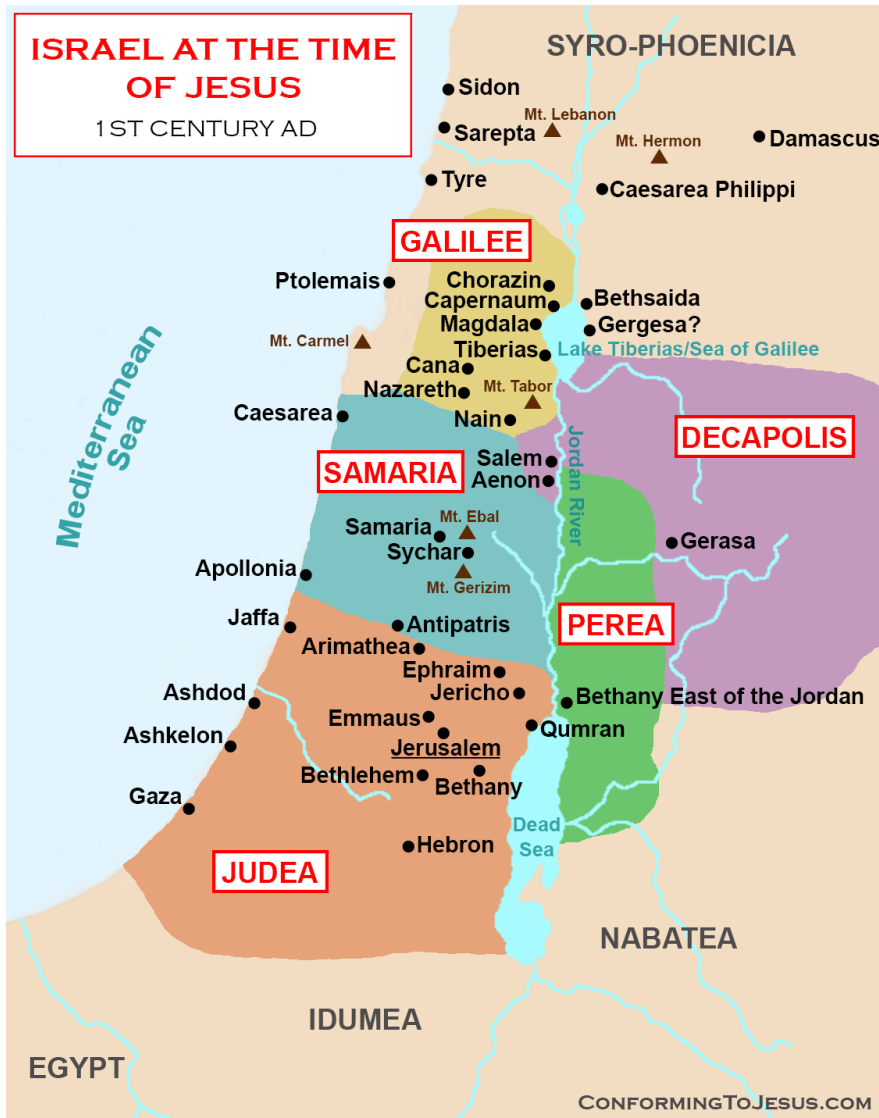 ISRAEL AT THE TIME
OF JESUS
1ST CENTURY AD
SYRO-PHOENICIA
Sidon
Mt. Lebanon
Sarepta
Mt. Hermon
Damascus
Tyre
Caesarea Philippi
GALILEE
Ptolemais
Chorazin
Capernaum
Bethsaida
Magdala
Gergesa?
Mt. Carmel
Tiberias
Lake Tiberias/Sea of Galilee
Cana
Nazareth
Mt. Tabor
Caesarea
Nain
Mediterranean
Sea
DECAPOLIS
Jordan River
SAMARIA
Salem
Aenon
Mt. Ebal
Samaria
Sychar
Gerasa
Mt. Gerizim
Apollonia
Jaffa
Antipatris
PEREA
Arimathea
Ephraim
Jericho
Bethany East of the Jordan
Ashdod
Emmaus
Qumran
Ashkelon
Jerusalem
Bethlehem
Bethany
Gaza
Dead
Sea
Hebron
JUDEA
NABATEA
IDUMEA
EGYPT
CONFORMINGTOJESUS.COM